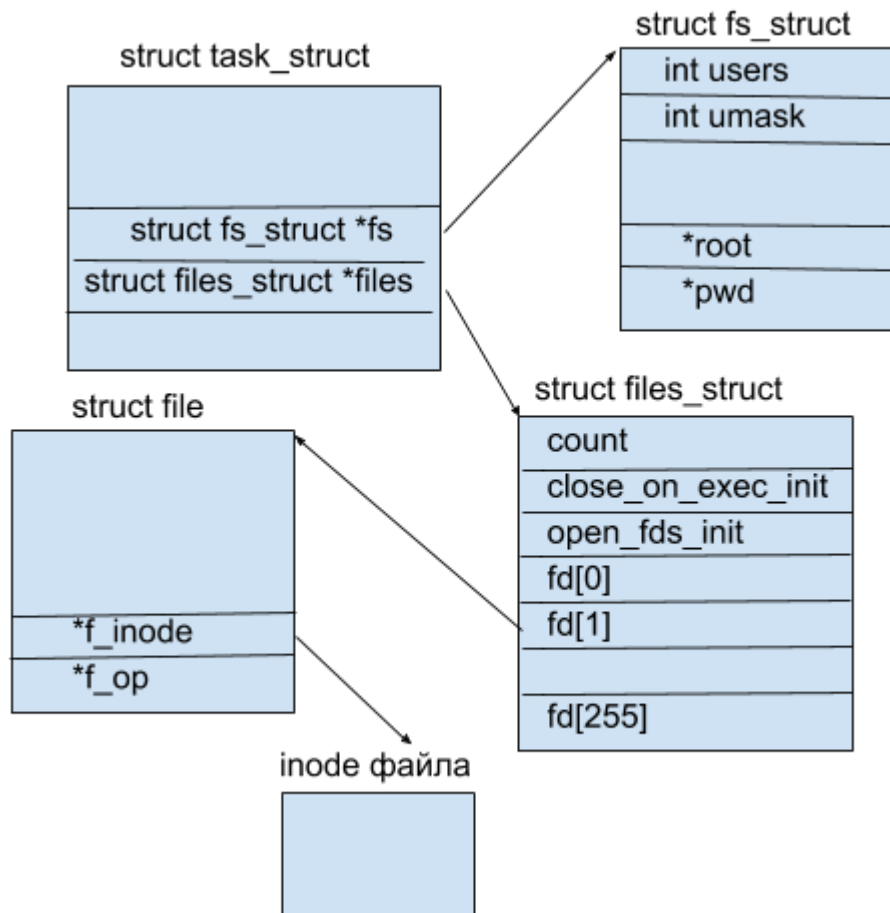 struct task_struct
struct fs_struct *fs
struct files_struct *files
struct fs_struct
int users
int umask
*root
*pwd
struct file
*f_inode
*f_op
struct files_struct
count
close_on_exec_init
open_fds_init
fd[0]
fd[1]
fd[255]
inode файла